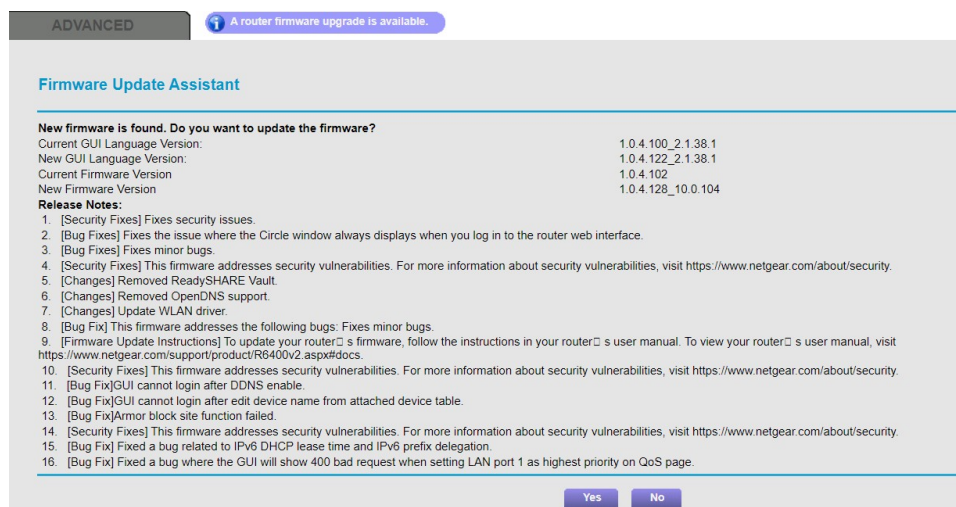 ADVANCED
A router firmware upgrade is available.
Firmware Update Assistant
New firmware is found. Do you want to update the firmware?
Current GUI Language Version: 1.0.4.100_2.1.38.1
New GUI Language Version: 1.0.4.122_2.1.38.1
Current Firmware Version 1.0.4.102
New Firmware Version 1.0.4.128_10.0.104
Release Notes:
1. [Security Fixes] Fixes security issues.
2. [Bug Fixes] Fixes the issue where the Circle window always displays when you log in to the router web interface.
3. [Bug Fixes] Fixes minor bugs.
4. [Security Fixes] This firmware addresses security vulnerabilities. For more information about security vulnerabilities, visit https://www.netgear.com/about/security.
5. [Changes] Removed ReadySHARE Vault.
6. [Changes] Removed OpenDNS support.
7. [Changes] Update WLAN driver.
8. [Bug Fix] This firmware addresses the following bugs: Fixes minor bugs.
9. [Firmware Update Instructions] To update your router□ s firmware, follow the instructions in your router□ s user manual. To view your router□ s user manual, visit
https://www.netgear.com/support/product/R6400v2.aspx#docs.
10. [Security Fixes] This firmware addresses security vulnerabilities. For more information about security vulnerabilities, visit https://www.netgear.com/about/security.
11. [Bug Fix]GUI cannot login after DDNS enable.
12. [Bug Fix]GUI cannot login after edit device name from attached device table.
13. [Bug Fix]Armor block site function failed.
14. [Security Fixes] This firmware addresses security vulnerabilities. For more information about security vulnerabilities, visit https://www.netgear.com/about/security.
15. [Bug Fix] Fixed a bug related to IPv6 DHCP lease time and IPv6 prefix delegation.
16. [Bug Fix] Fixed a bug where the GUI will show 400 bad request when setting LAN port 1 as highest priority on QoS page.
Yes No